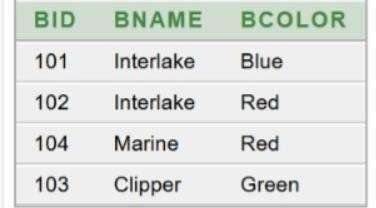 BID BNAME BCOLOR
101 Interlake Blue
102 Interlake Red
104 Marine Red
103 Clipper Green